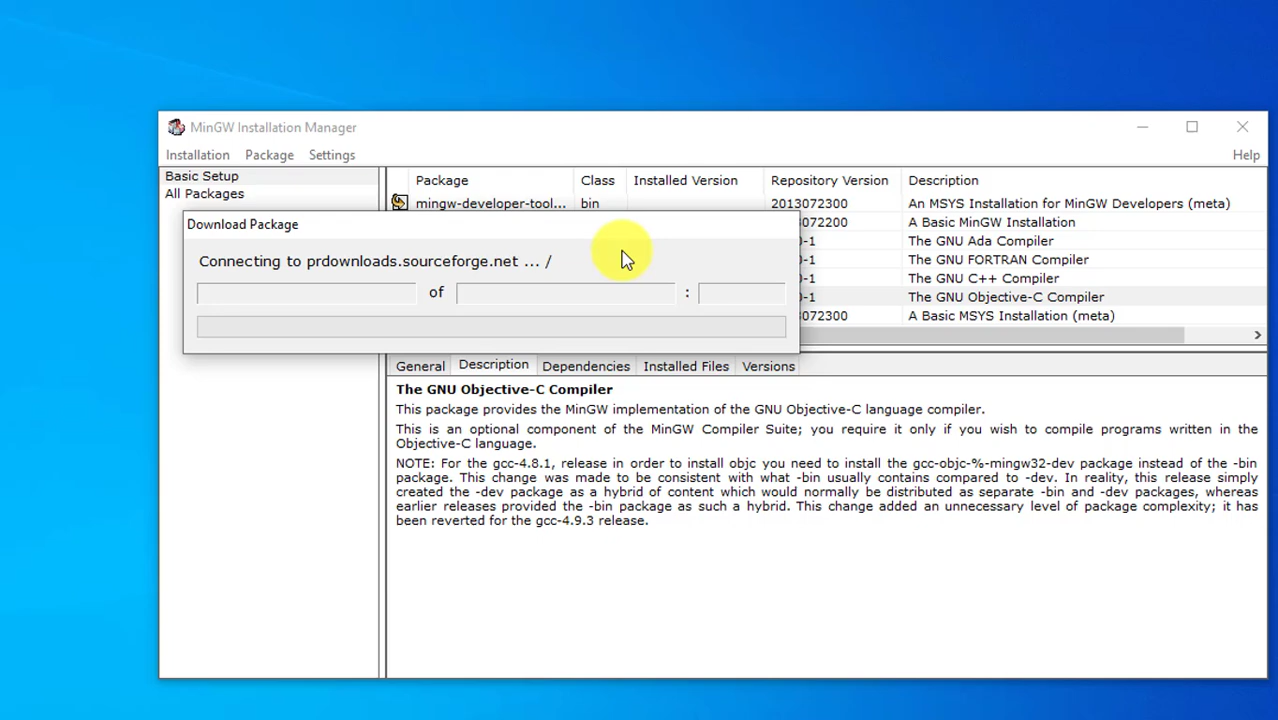 MinGW Installation Manager
Installation Package Settings Help
Basic Setup
All Packages
Package Class Installed Version Repository Version Description
mingw-developer-tool... bin 2013072300 An MSYS Installation for MinGW Developers (meta)
3072200 A Basic MinGW Installation
0-1 The GNU Ada Compiler
0-1 The GNU FORTRAN Compiler
0-1 The GNU C++ Compiler
0-1 The GNU Objective-C Compiler
3072300 A Basic MSYS Installation (meta)
Download Package
Connecting to prdownloads.sourceforge.net ... /
of :
General Description Dependencies Installed Files Versions
The GNU Objective-C Compiler
This package provides the MinGW implementation of the GNU Objective-C language compiler.
This is an optional component of the MinGW Compiler Suite; you require it only if you wish to compile programs written in the
Objective-C language.
NOTE: For the gcc-4.8.1, release in order to install objc you need to install the gcc-objc-%-mingw32-dev package instead of the -bin
package. This change was made to be consistent with what -bin usually contains compared to -dev. In reality, this release simply
created the -dev package as a hybrid of content which would normally be distributed as separate -bin and -dev packages, whereas
earlier releases provided the -bin package as such a hybrid. This change added an unnecessary level of package complexity; it has
been reverted for the gcc-4.9.3 release.